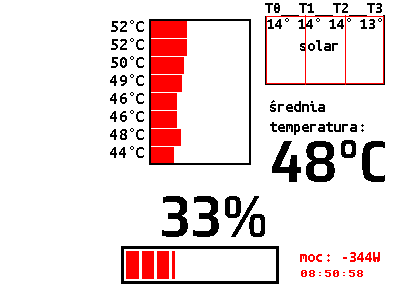 52°C
52°C
50°C
49°C
46°C
46°C
48°C
44°C
T0 T1 T2 T3
14° 14° 14° 13°
solar
średnia
temperatura:
48°C
33%
moc: -344W
08:50:58